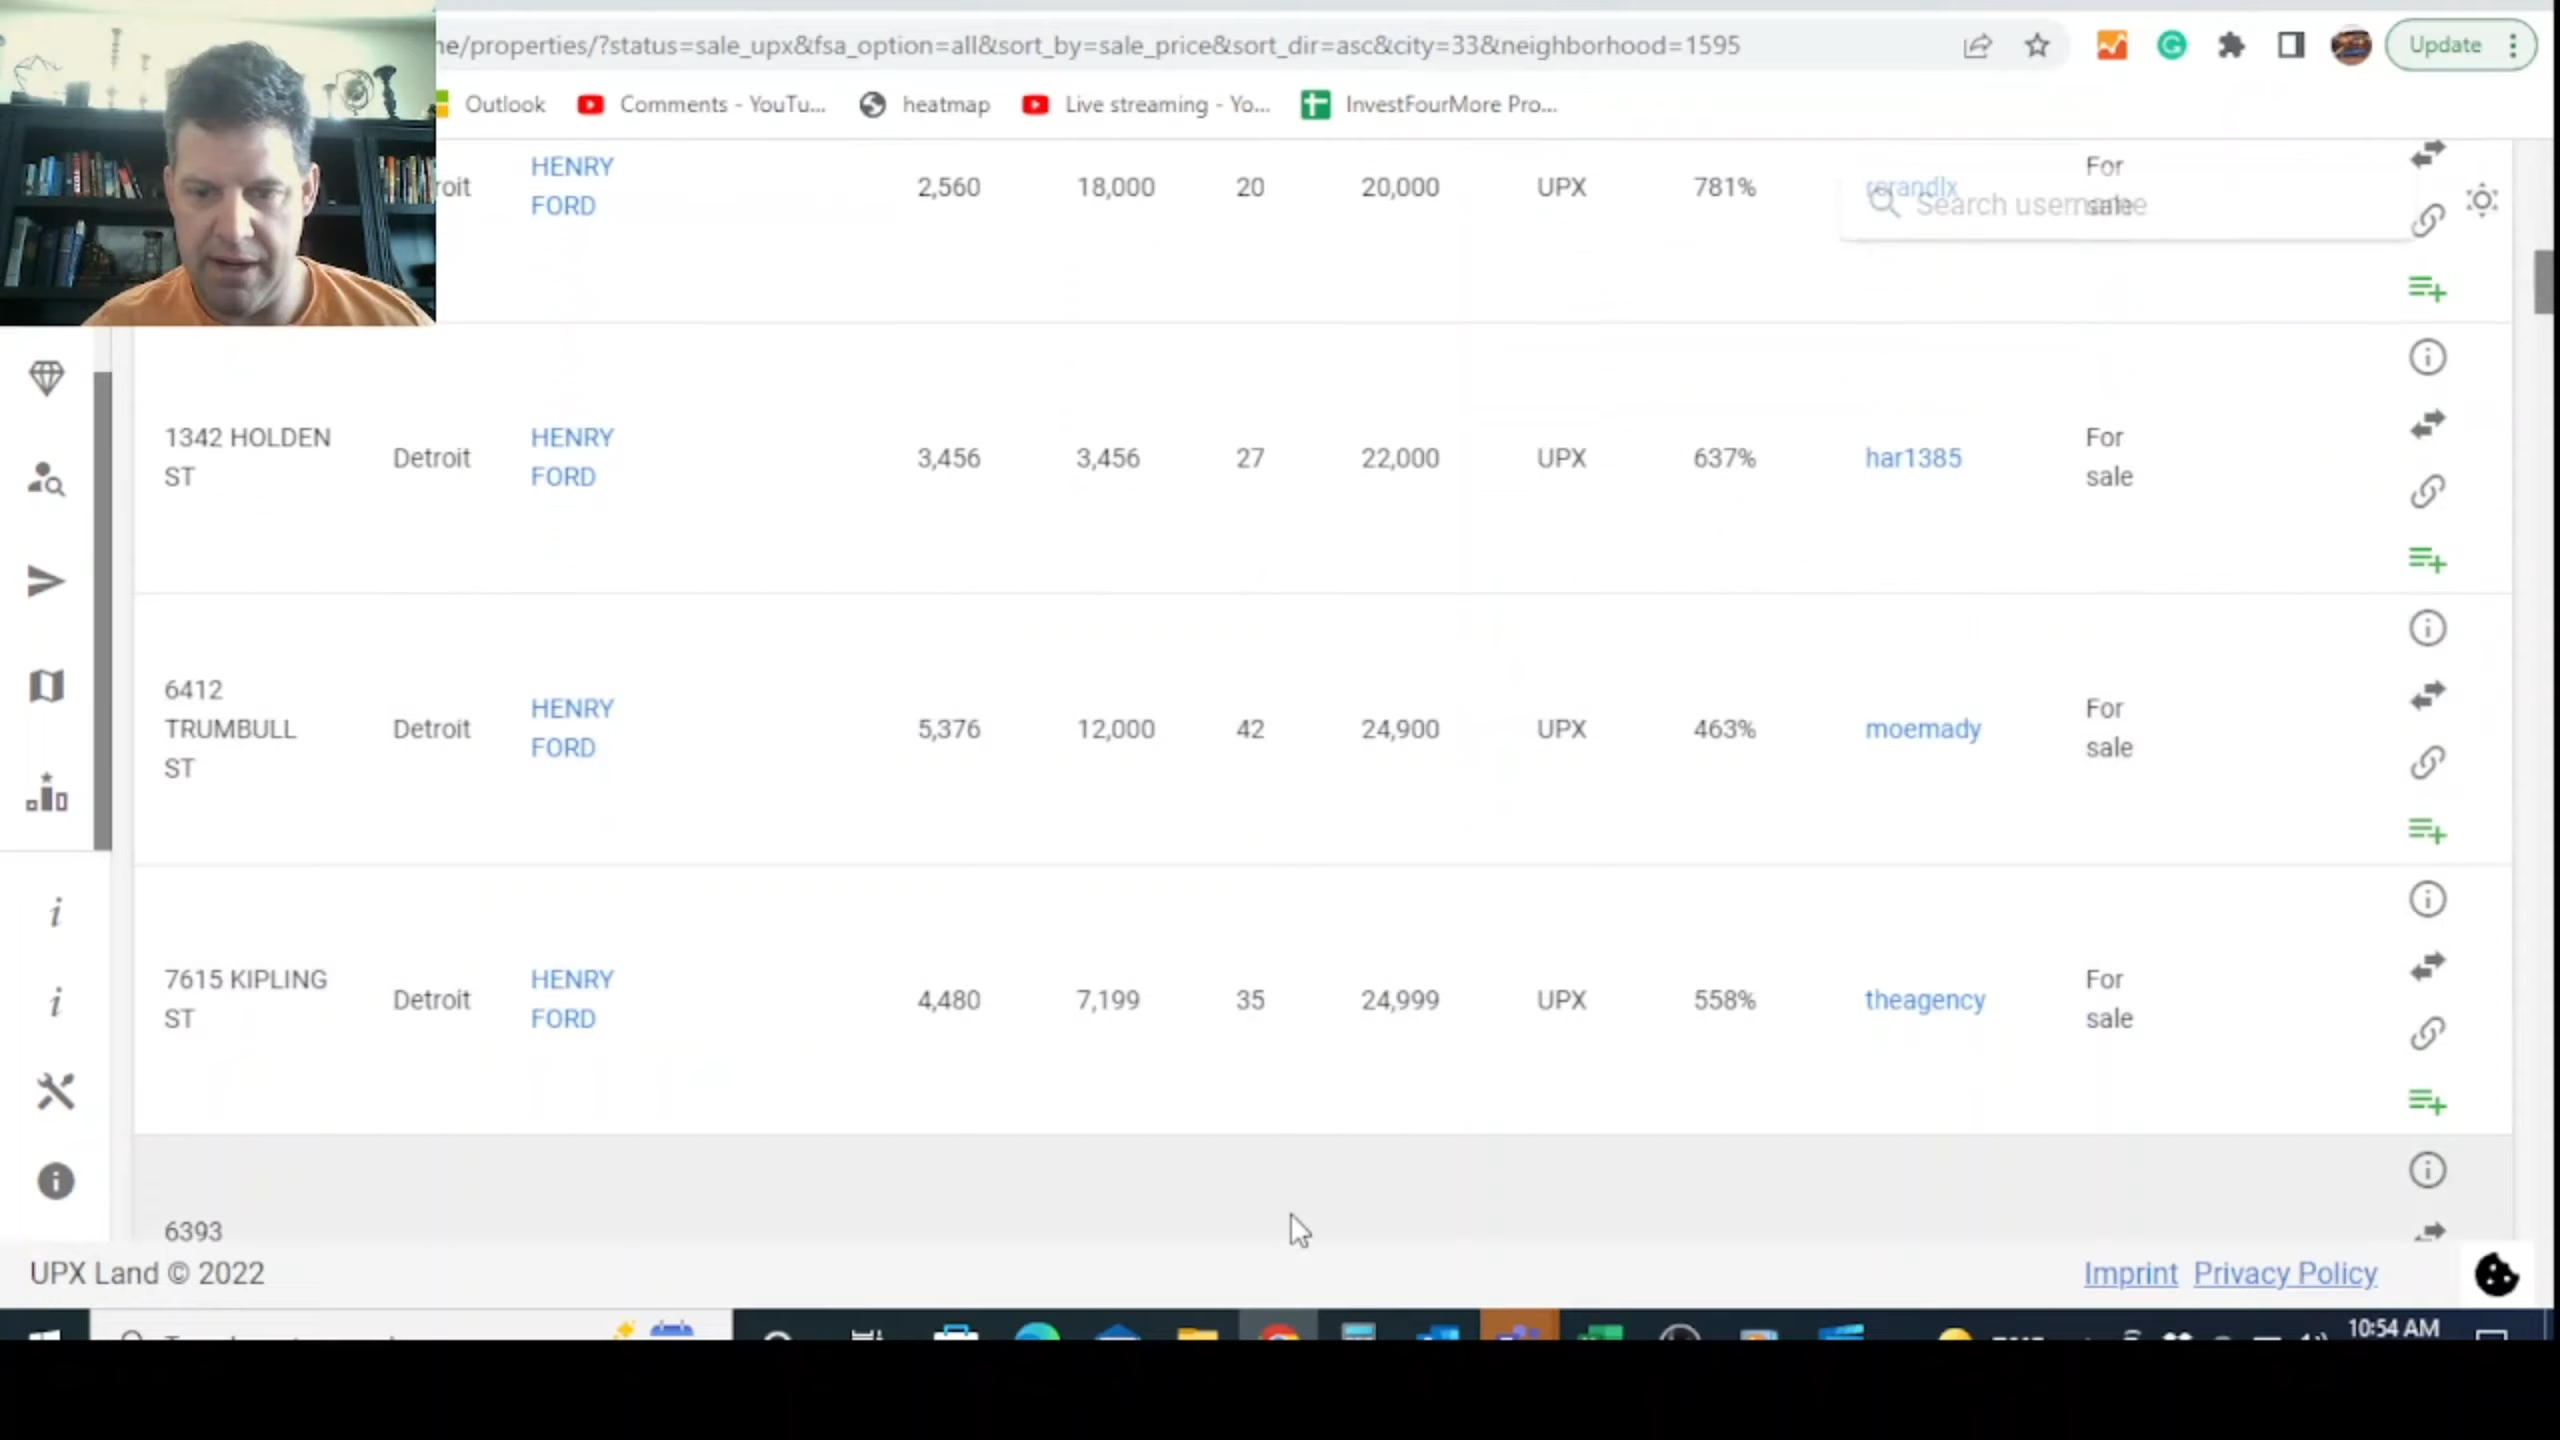 ne/properties/?status=sale_upx&fsa_option=all&sort_by=sale_price&sort_dir=asc&city=33&neighborhood=1595
Update
Outlook
Comments - YouTu...
heatmap
Live streaming - Yo...
InvestFourMore Pro...
roit HENRY FORD 2,560 18,000 20 20,000 UPX 781% For sale
Search username
1342 HOLDEN ST Detroit HENRY FORD 3,456 3,456 27 22,000 UPX 637% har1385 For sale
6412 TRUMBULL ST Detroit HENRY FORD 5,376 12,000 42 24,900 UPX 463% moemady For sale
7615 KIPLING ST Detroit HENRY FORD 4,480 7,199 35 24,999 UPX 558% theagency For sale
6393
UPX Land © 2022
Imprint Privacy Policy
10:54 AM